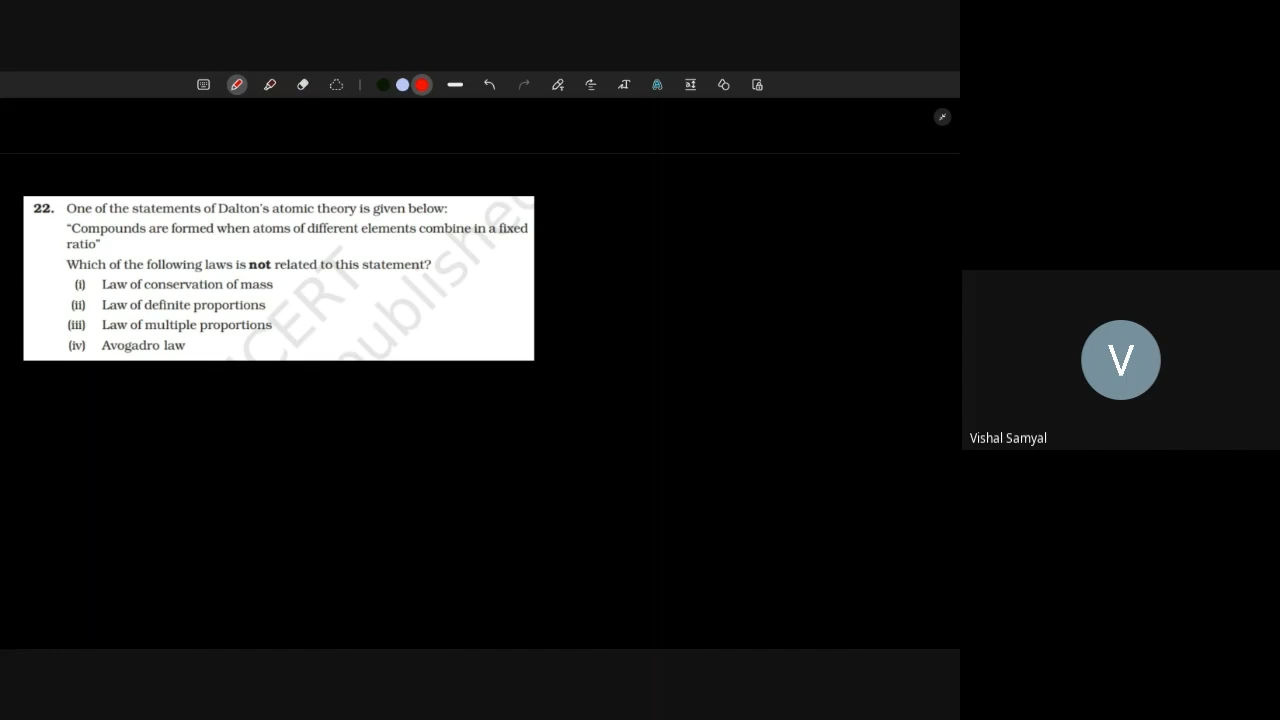 22. One of the statements of Dalton's atomic theory is given below:
"Compounds are formed when atoms of different elements combine in a fixed
ratio"
Which of the following laws is not related to this statement?
(i) Law of conservation of mass
(ii) Law of definite proportions
(iii) Law of multiple proportions
(iv) Avogadro law
V
Vishal Samyal